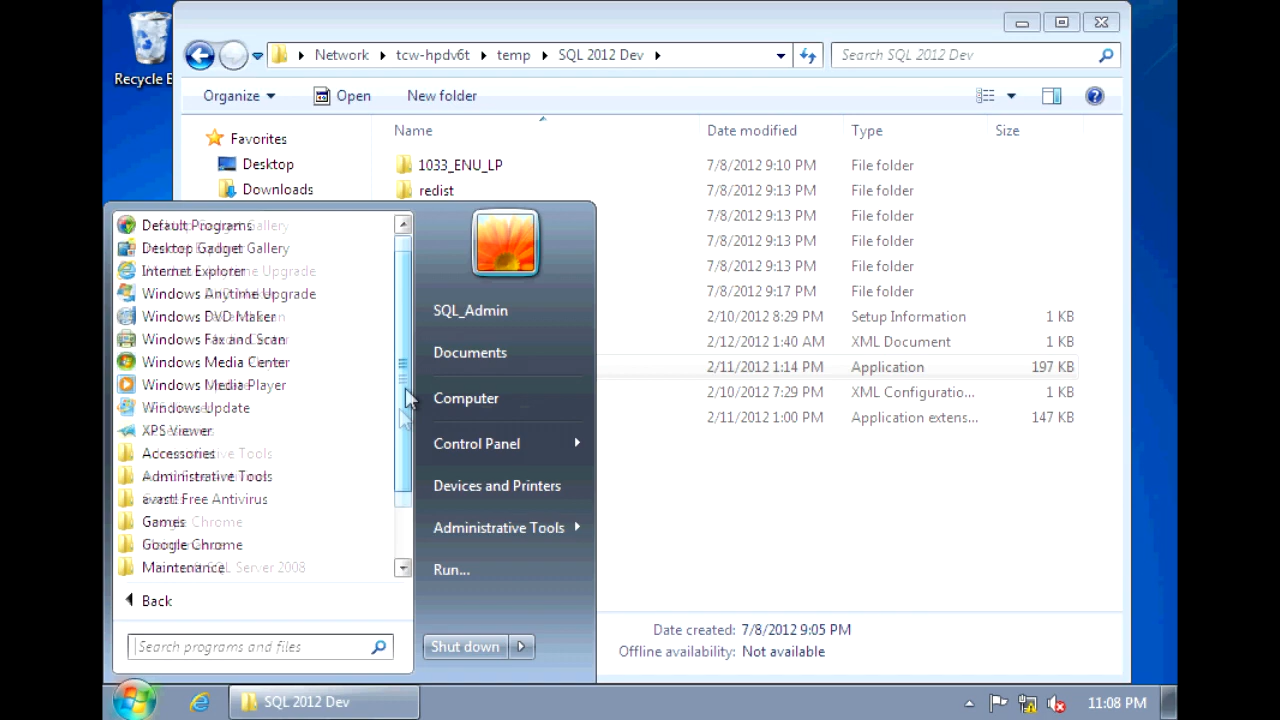 Recycle B
Network
tcw-hpdv6t
temp
SQL 2012 Dev
Search SQL 2012 Dev
Organize
Open
New folder
Name
Date modified
Type
Size
Favorites
Desktop
Downloads
1033_ENU_LP
7/8/2012 9:10 PM
File folder
redist
7/8/2012 9:13 PM
File folder
7/8/2012 9:13 PM
File folder
7/8/2012 9:13 PM
File folder
7/8/2012 9:13 PM
File folder
7/8/2012 9:17 PM
File folder
2/10/2012 8:29 PM
Setup Information
1 KB
2/12/2012 1:40 AM
XML Document
1 KB
2/11/2012 1:14 PM
Application
197 KB
2/10/2012 7:29 PM
XML Configuratio...
1 KB
2/11/2012 1:00 PM
Application extens...
147 KB
Default Programs
Desktop Gadget Gallery
Internet Explorer
Windows Anytime Upgrade
Windows DVD Maker
Windows Fax and Scan
Windows Media Center
Windows Media Player
Windows Update
XPS Viewer
Accessories
Administrative Tools
avast! Free Antivirus
Games
Google Chrome
Maintenance
Back
Search programs and files
SQL_Admin
Documents
Computer
Control Panel
Devices and Printers
Administrative Tools
Run...
Shut down
Date created: 7/8/2012 9:05 PM
Offline availability: Not available
SQL 2012 Dev
11:08 PM